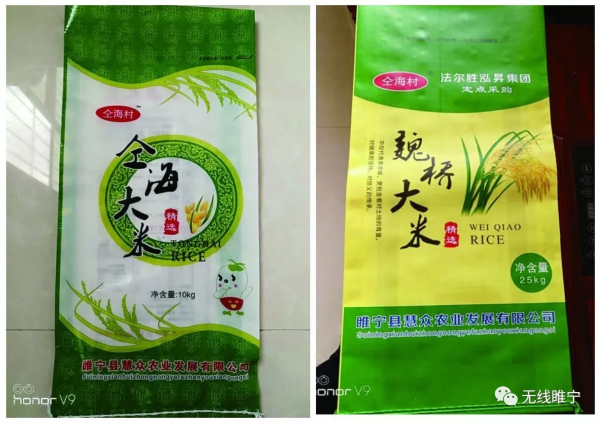 仝海村
仝海大米
精选
RICE
净含量:10kg
睢宁县慧众农业发展有限公司
honor V9
仝海村
法尔胜泓昇集团
定点采购
魏桥大米
精选
WEI QIAO
RICE
净含量
25kg
睢宁县慧众农业发展有限公司
Suiningxianhuizhongnongyefazhanyouxiangongsi
honor V9
无线睢宁